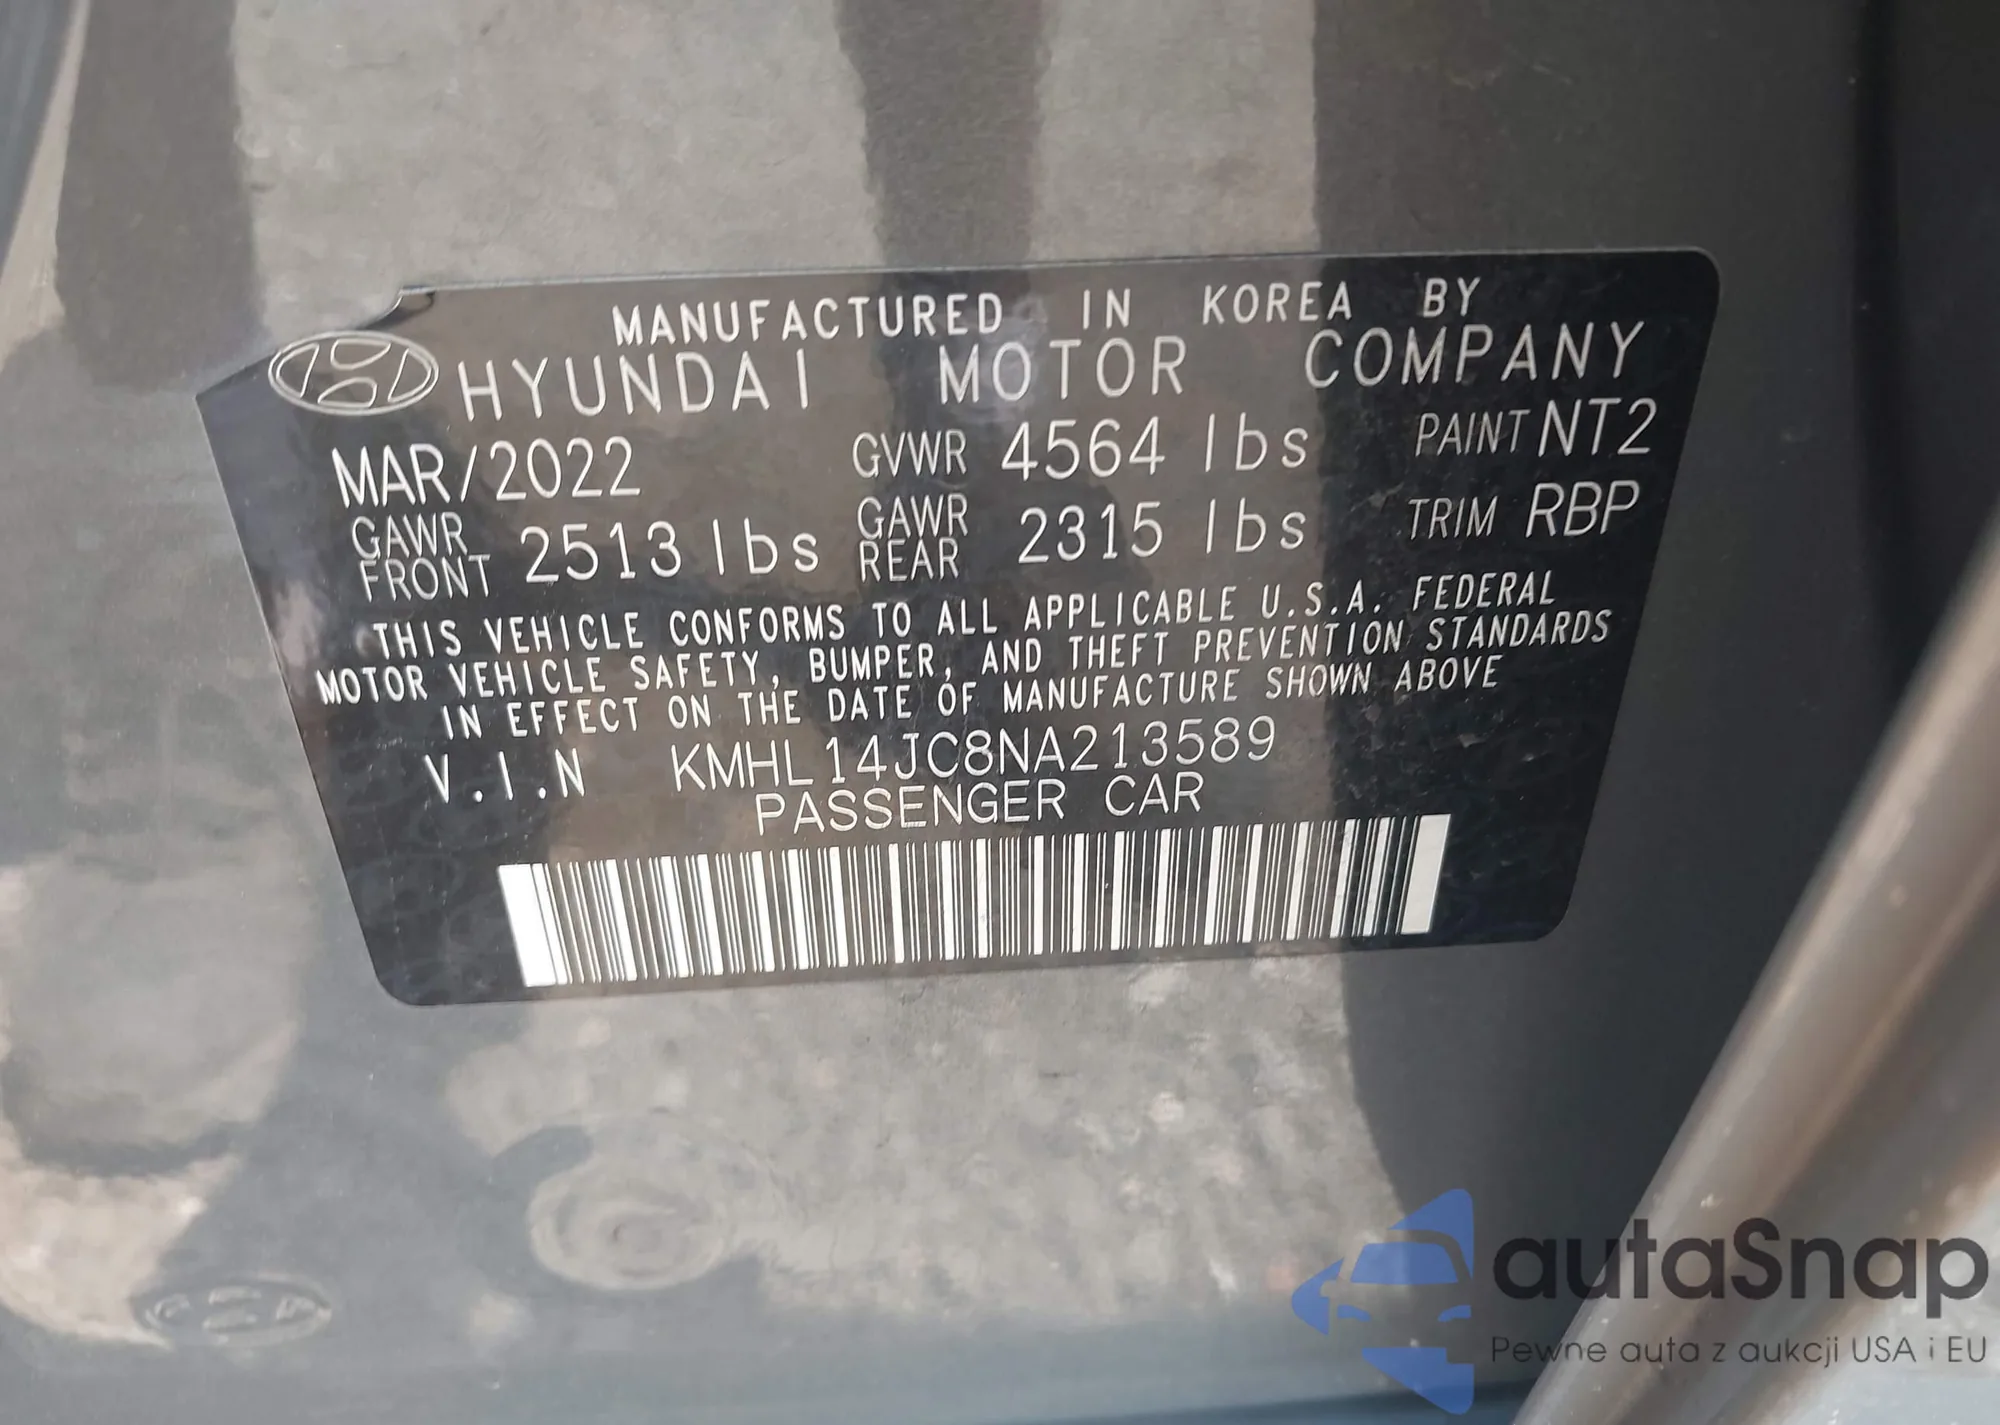 MANUFACTURED IN KOREA BY
HYUNDAI MOTOR COMPANY
MAR/2022 GVWR 4564 lbs PAINT NT2
GAWR FRONT 2513 lbs GAWR REAR 2315 lbs TRIM RBP
THIS VEHICLE CONFORMS TO ALL APPLICABLE U.S.A. FEDERAL
MOTOR VEHICLE SAFETY, BUMPER, AND THEFT PREVENTION STANDARDS
IN EFFECT ON THE DATE OF MANUFACTURE SHOWN ABOVE
V.I.N KMHL14JC8NA213589
PASSENGER CAR
autaSnap
Pewne auta z aukcji USA i EU